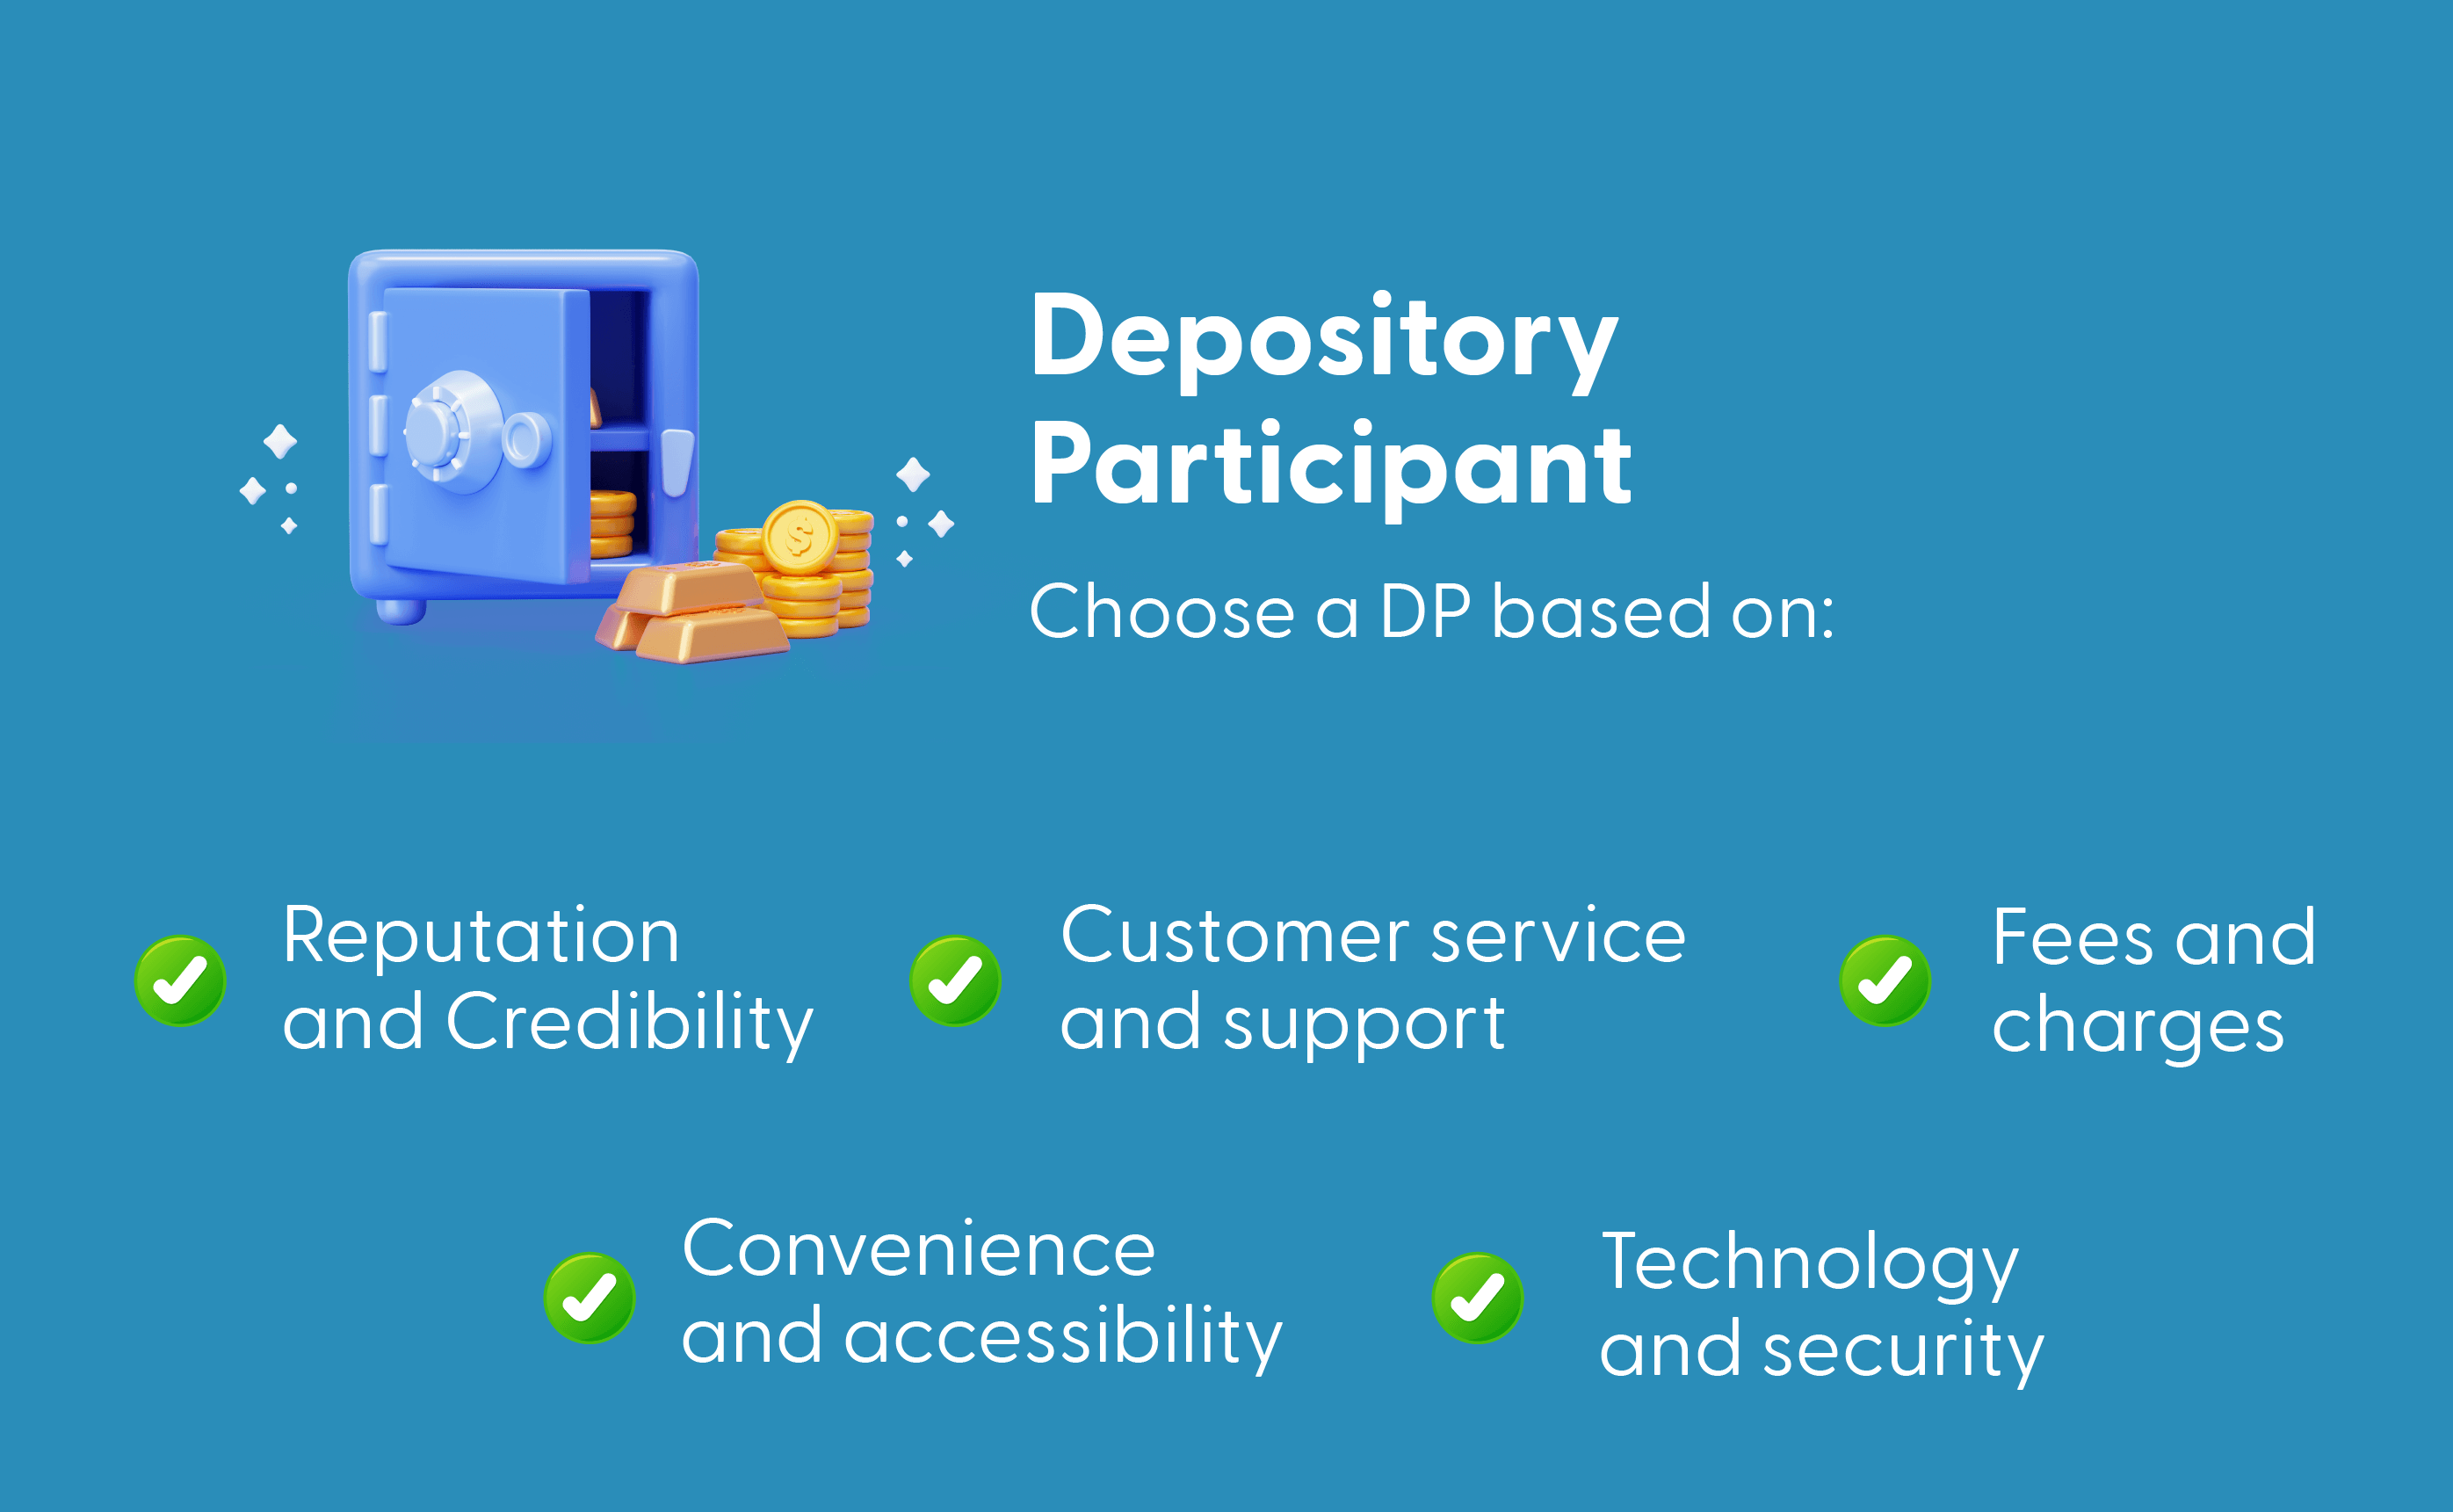 Depository
Participant
Choose a DP based on:
Reputation
and Credibility
Customer service
and support
Fees and
charges
Convenience
and accessibility
Technology
and security
$